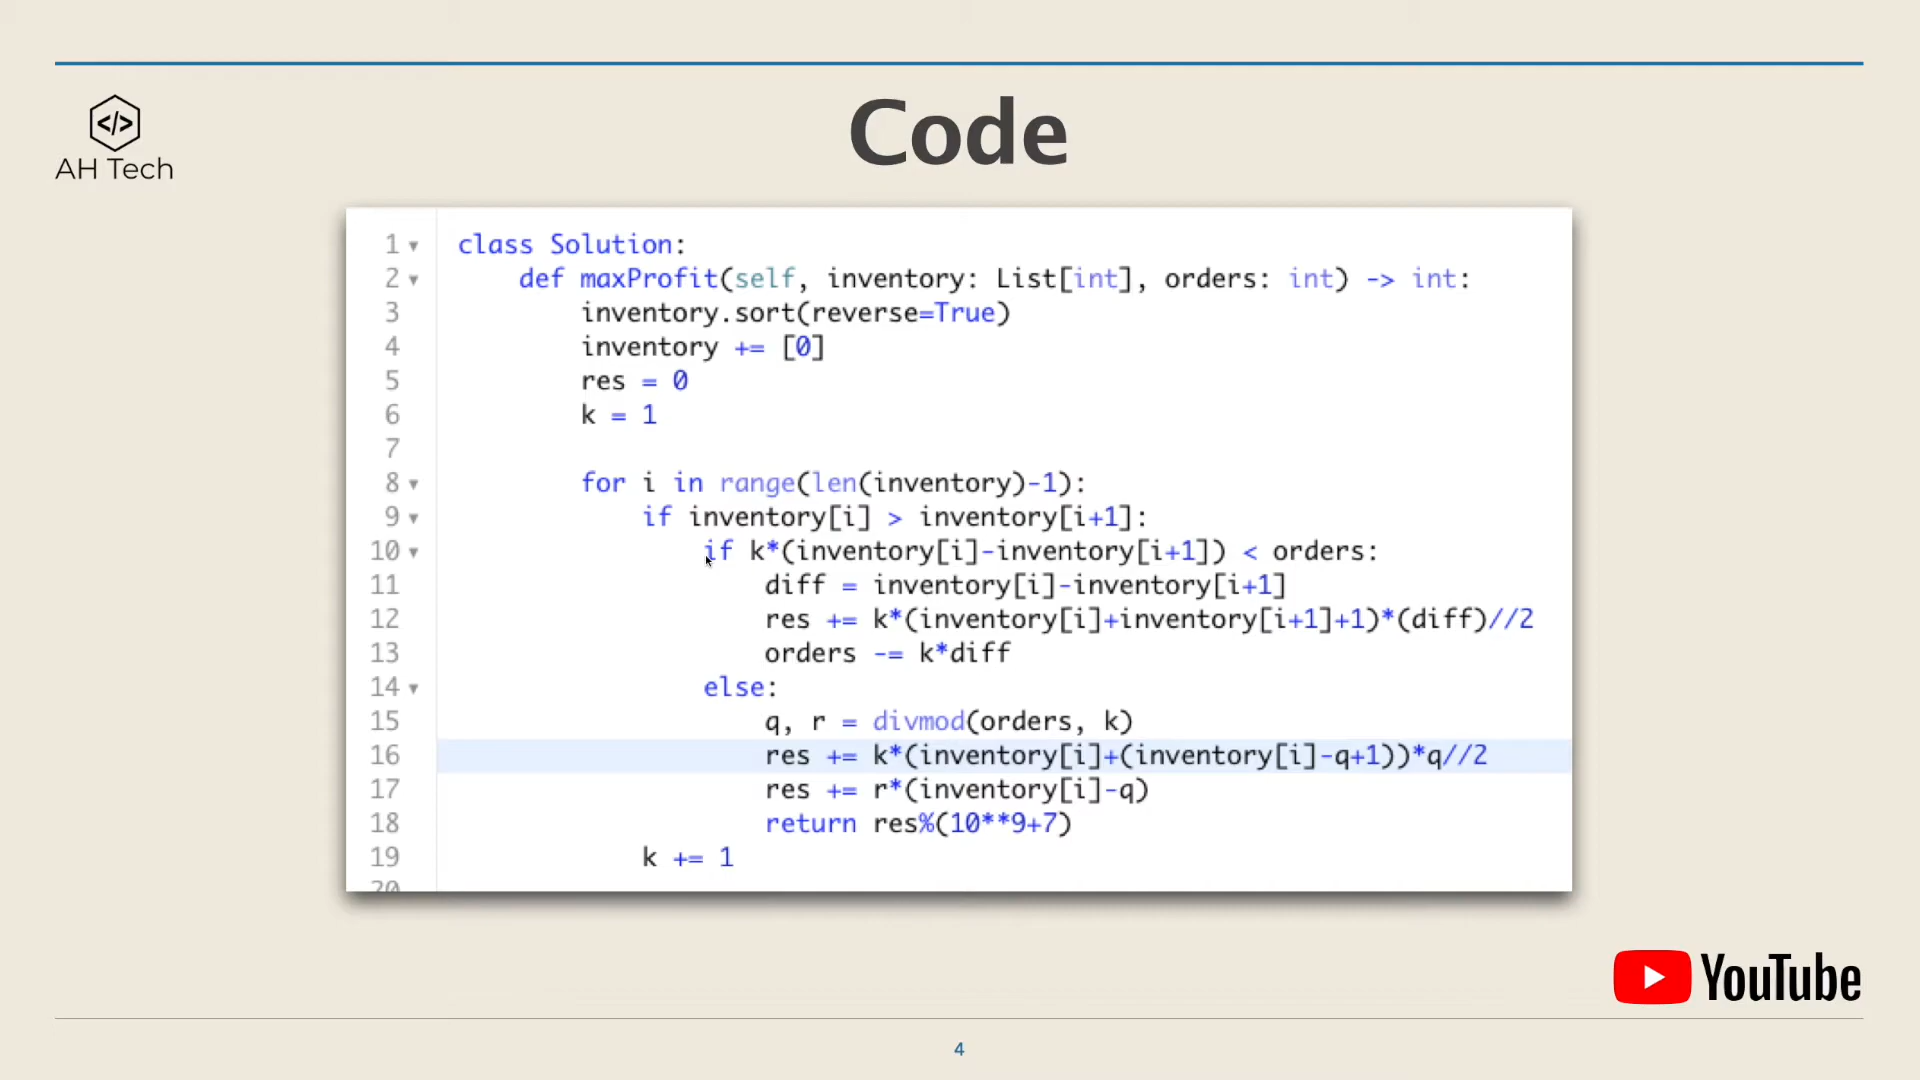 </>
AH Tech
Code
1 class Solution:
2 def maxProfit(self, inventory: List[int], orders: int) -> int:
3 inventory.sort(reverse=True)
4 inventory += [0]
5 res = 0
6 k = 1
7
8 for i in range(len(inventory)-1):
9 if inventory[i] > inventory[i+1]:
10 if k*(inventory[i]-inventory[i+1]) < orders:
11 diff = inventory[i]-inventory[i+1]
12 res += k*(inventory[i]+inventory[i+1]+1)*(diff)//2
13 orders -= k*diff
14 else:
15 q, r = divmod(orders, k)
16 res += k*(inventory[i]+(inventory[i]-q+1))*q//2
17 res += r*(inventory[i]-q)
18 return res%(10**9+7)
19 k += 1
20
YouTube
4